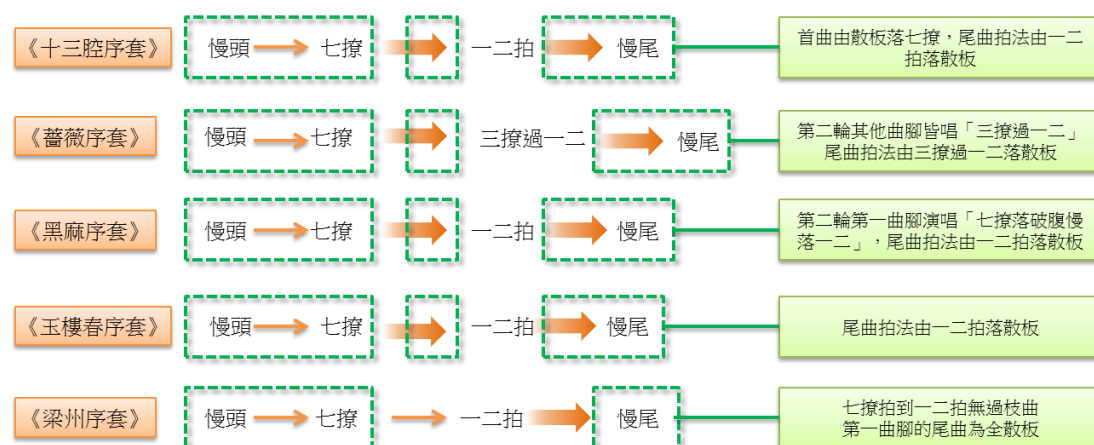 《十三腔序套》 慢頭 七撩 一二拍 慢尾 首曲由散板落七撩，尾曲拍法由一二
拍落散板
《薔薇序套》 慢頭 七撩 三撩過一二 慢尾 第二輪其他曲腳皆唱「三撩過一二」
尾曲拍法由三撩過一二落散板
《黑麻序套》 慢頭 七撩 一二拍 慢尾 第二輪第一曲腳演唱「七撩落破腹慢
落一二」，尾曲拍法由一二拍落散板
《玉樓春序套》 慢頭 七撩 一二拍 慢尾 尾曲拍法由一二拍落散板
《梁州序套》 慢頭 七撩 一二拍 慢尾 七撩拍到一二拍無過枝曲
第一曲腳的尾曲為全散板